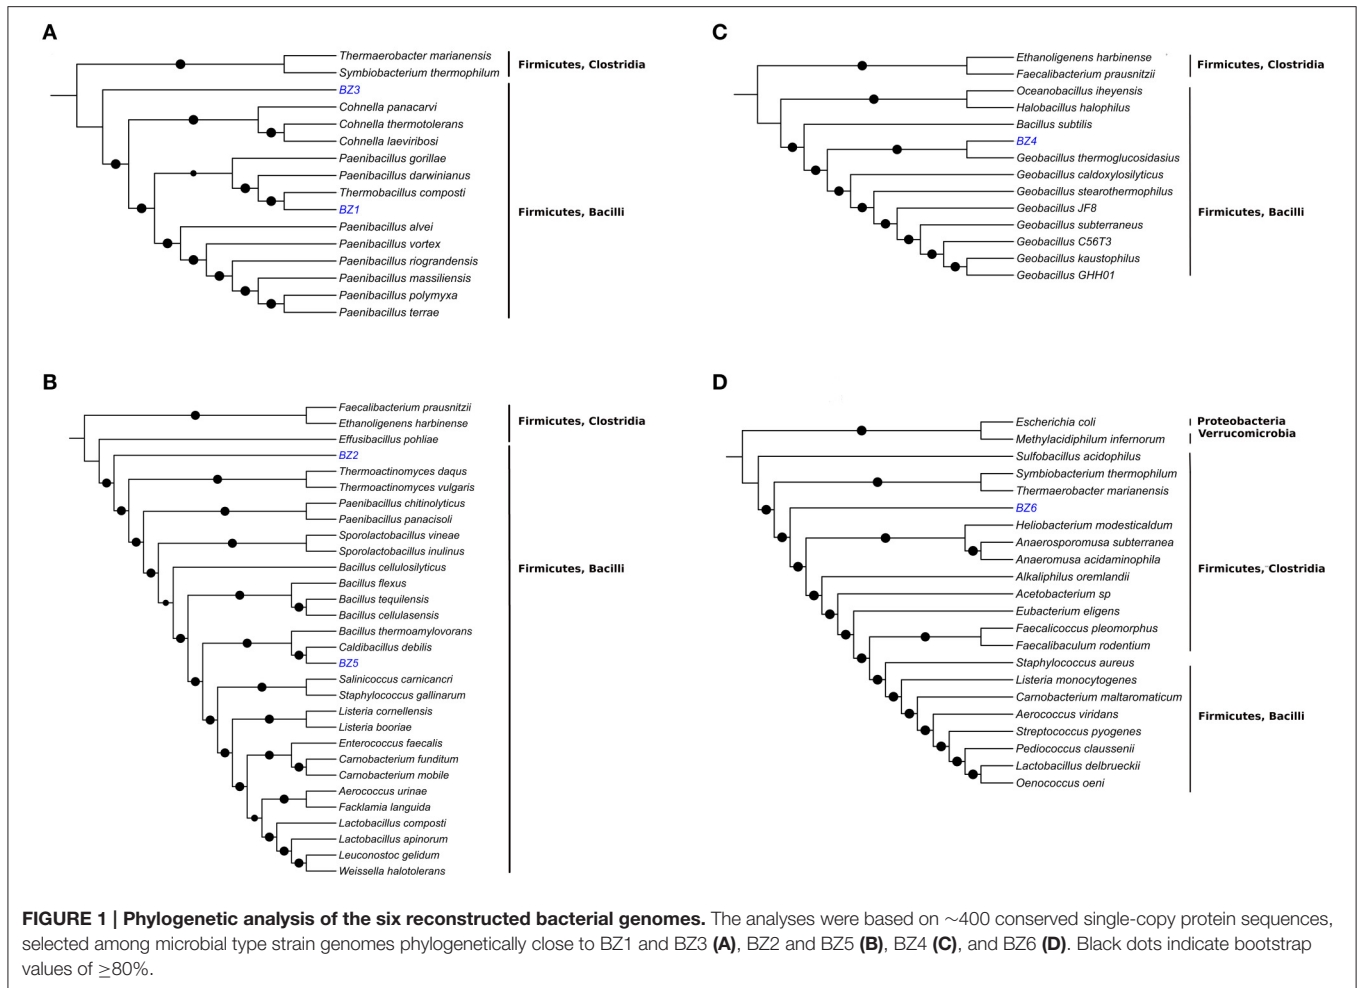 A
Thermaerobacter marianensis
Symbiobacterium thermophilum
Firmicutes, Clostridia
BZ3
Cohnella panacarvi
Cohnella thermotolerans
Cohnella laeviribosi
Paenibacillus gorillae
Paenibacillus darwinianus
Thermobacillus composti
BZ1
Paenibacillus alvei
Paenibacillus vortex
Paenibacillus riograndensis
Paenibacillus massiliensis
Paenibacillus polymyxa
Paenibacillus terrae
Firmicutes, Bacilli
C
Ethanoligenens harbinense
Faecalibacterium prausnitzii
Firmicutes, Clostridia
Oceanobacillus iheyensis
Halobacillus halophilus
Bacillus subtilis
BZ4
Geobacillus thermoglucosidasius
Geobacillus caldoxylosilyticus
Geobacillus stearothermophilus
Geobacillus JF8
Geobacillus subterraneus
Geobacillus C56T3
Geobacillus kaustophilus
Geobacillus GHH01
Firmicutes, Bacilli
B
Faecalibacterium prausnitzii
Ethanoligenens harbinense
Effusibacillus pohliae
Firmicutes, Clostridia
BZ2
Thermoactinomyces daqus
Thermoactinomyces vulgaris
Paenibacillus chitinolyticus
Paenibacillus panacisoli
Sporolactobacillus vineae
Sporolactobacillus inulinus
Bacillus cellulosilyticus
Bacillus flexus
Bacillus tequilensis
Bacillus cellulasensis
Bacillus thermoamylovorans
Caldibacillus debilis
BZ5
Salinicoccus carnicancri
Staphylococcus gallinarum
Listeria cornellensis
Listeria booriae
Enterococcus faecalis
Carnobacterium funditum
Carnobacterium mobile
Aerococcus urinae
Facklamia languida
Lactobacillus composti
Lactobacillus apinorum
Leuconostoc gelidum
Weissella halotolerans
Firmicutes, Bacilli
D
Escherichia coli
Methylacidiphilum infernorum
Proteobacteria
Verrucomicrobia
Sulfobacillus acidophilus
Symbiobacterium thermophilum
Thermaerobacter marianensis
BZ6
Heliobacterium modesticaldum
Anaerosporomusa subterranea
Anaeromusa acidaminophila
Alkaliphilus oremlandii
Acetobacterium sp
Eubacterium eligens
Faecalicoccus pleomorphus
Faecalibaculum rodentium
Firmicutes, Clostridia
Staphylococcus aureus
Listeria monocytogenes
Carnobacterium maltaromaticum
Aerococcus viridans
Streptococcus pyogenes
Pediococcus claussenii
Lactobacillus delbrueckii
Oenococcus oeni
Firmicutes, Bacilli
FIGURE 1 | Phylogenetic analysis of the six reconstructed bacterial genomes. The analyses were based on ∼400 conserved single-copy protein sequences,
selected among microbial type strain genomes phylogenetically close to BZ1 and BZ3 (A), BZ2 and BZ5 (B), BZ4 (C), and BZ6 (D). Black dots indicate bootstrap
values of ≥80%.